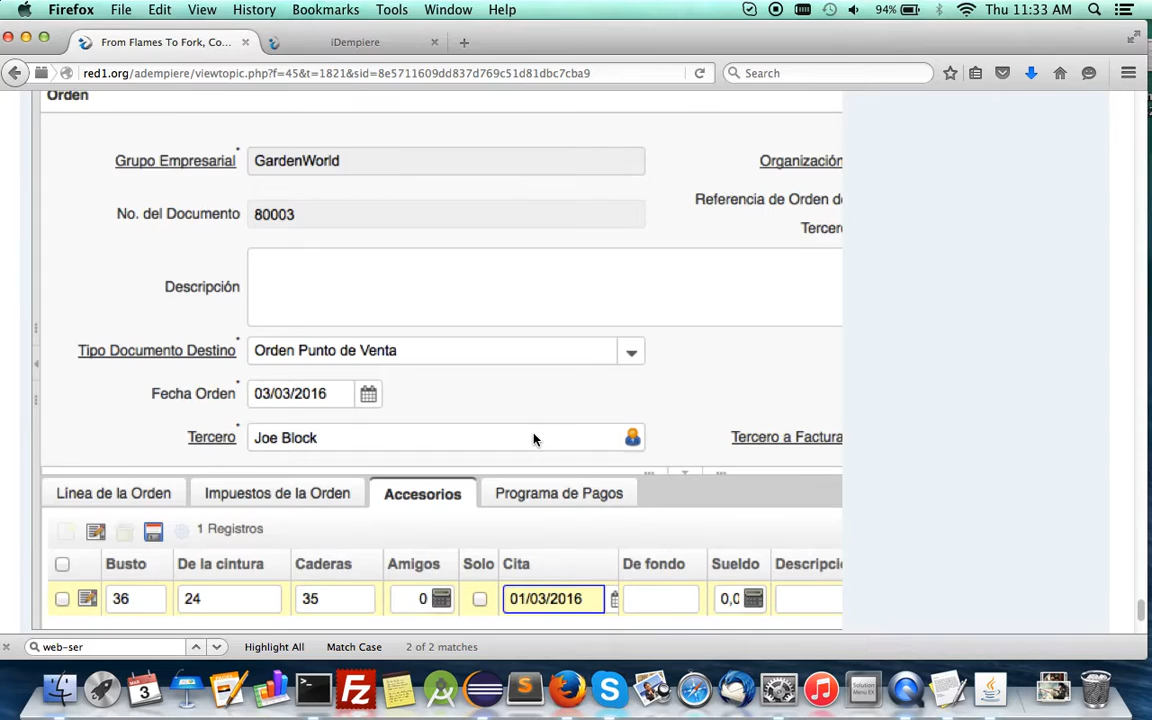 Firefox File Edit View History Bookmarks Tools Window Help 94% Thu 11:33 AM
From Flames To Fork, Co... iDempiere
red1.org/adempiere/viewtopic.php?f=45&t=1821&sid=8e5711609dd837d769c51d81dbc7cba9 Search
Orden
Grupo Empresarial * GardenWorld Organización
No. del Documento 80003 Referencia de Orden de
Tercero
Descripción
Tipo Documento Destino * Orden Punto de Venta
Fecha Orden * 03/03/2016
Tercero * Joe Block Tercero a Factura
Línea de la Orden Impuestos de la Orden Accesorios Programa de Pagos
1 Registros
Busto De la cintura Caderas Amigos Solo Cita De fondo Sueldo Descripci
36 24 35 0 01/03/2016 0,0
web-ser Highlight All Match Case 2 of 2 matches
MAR
3